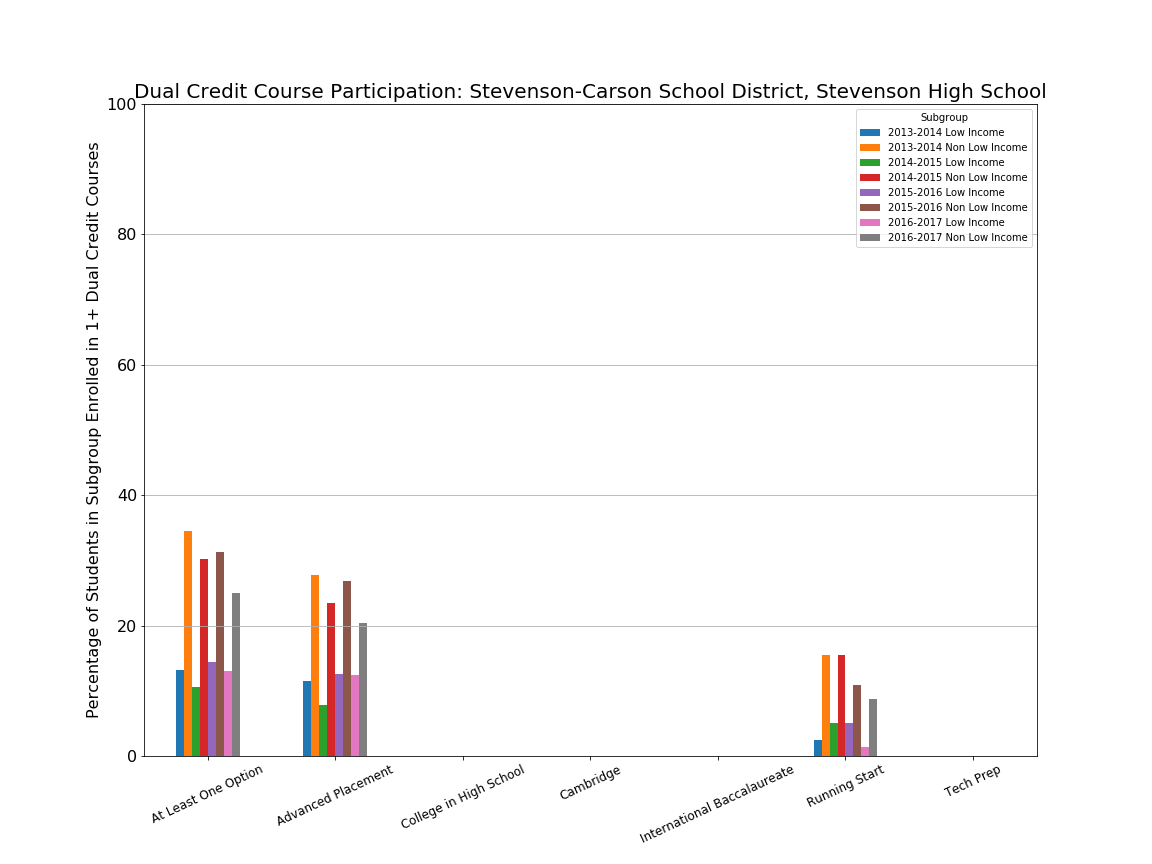 Dual Credit Course Participation: Stevenson-Carson School District, Stevenson High School
Percentage of Students in Subgroup Enrolled in 1+ Dual Credit Courses
100
80
60
40
20
0
Subgroup
2013-2014 Low Income
2013-2014 Non Low Income
2014-2015 Low Income
2014-2015 Non Low Income
2015-2016 Low Income
2015-2016 Non Low Income
2016-2017 Low Income
2016-2017 Non Low Income
At Least One Option
Advanced Placement
College in High School
Cambridge
International Baccalaureate
Running Start
Tech Prep